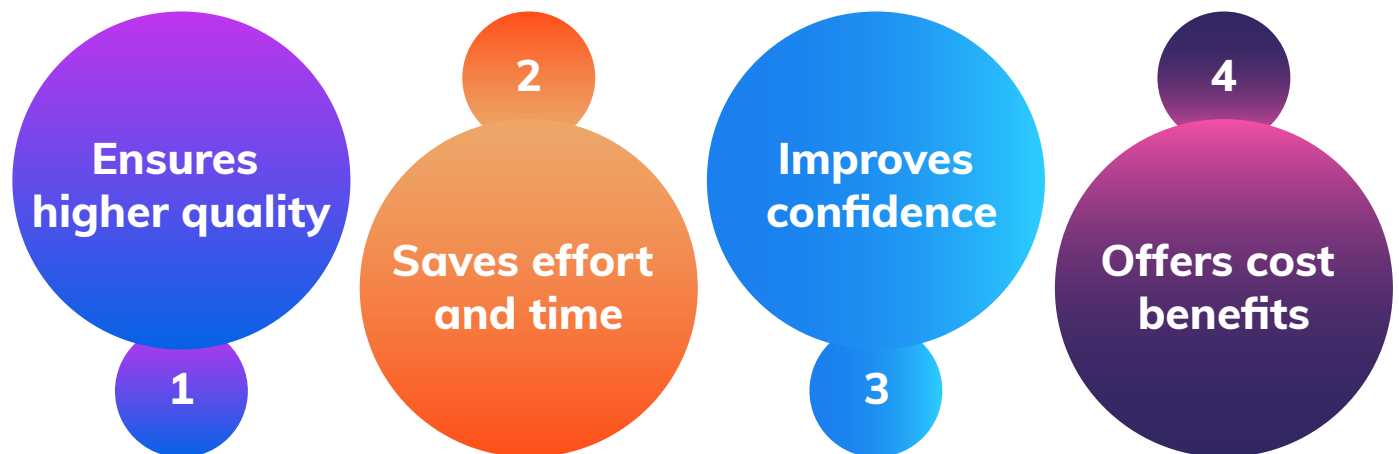 Ensures
higher quality
1
2
Saves effort
and time
Improves
confidence
3
4
Offers cost
benefits